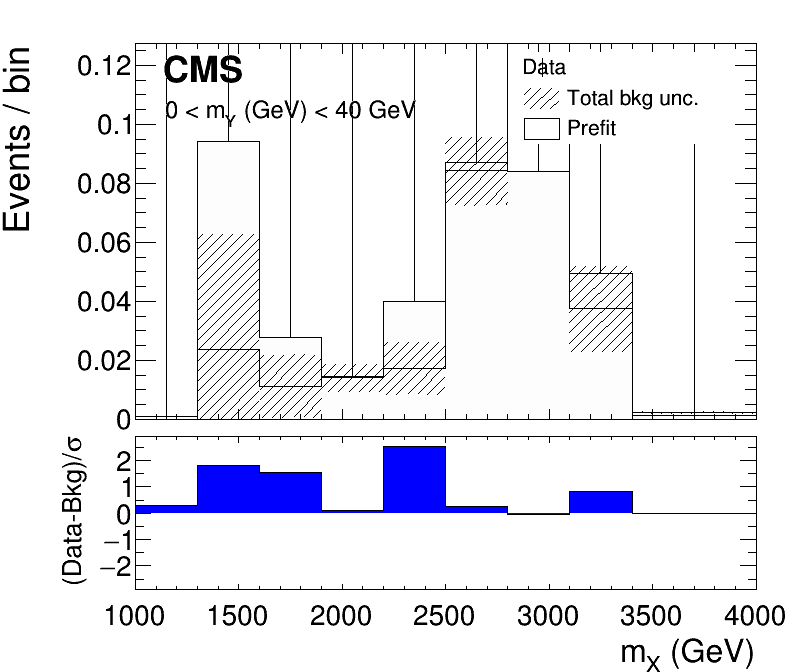 Events / bin
0.12
0.1
0.08
0.06
0.04
0.02
0
CMS
0 < m_Y (GeV) < 40 GeV
Data
Total bkg unc.
Prefit
(Data-Bkg)/σ
2
1
0
−1
−2
1000 1500 2000 2500 3000 3500 4000
m_X (GeV)